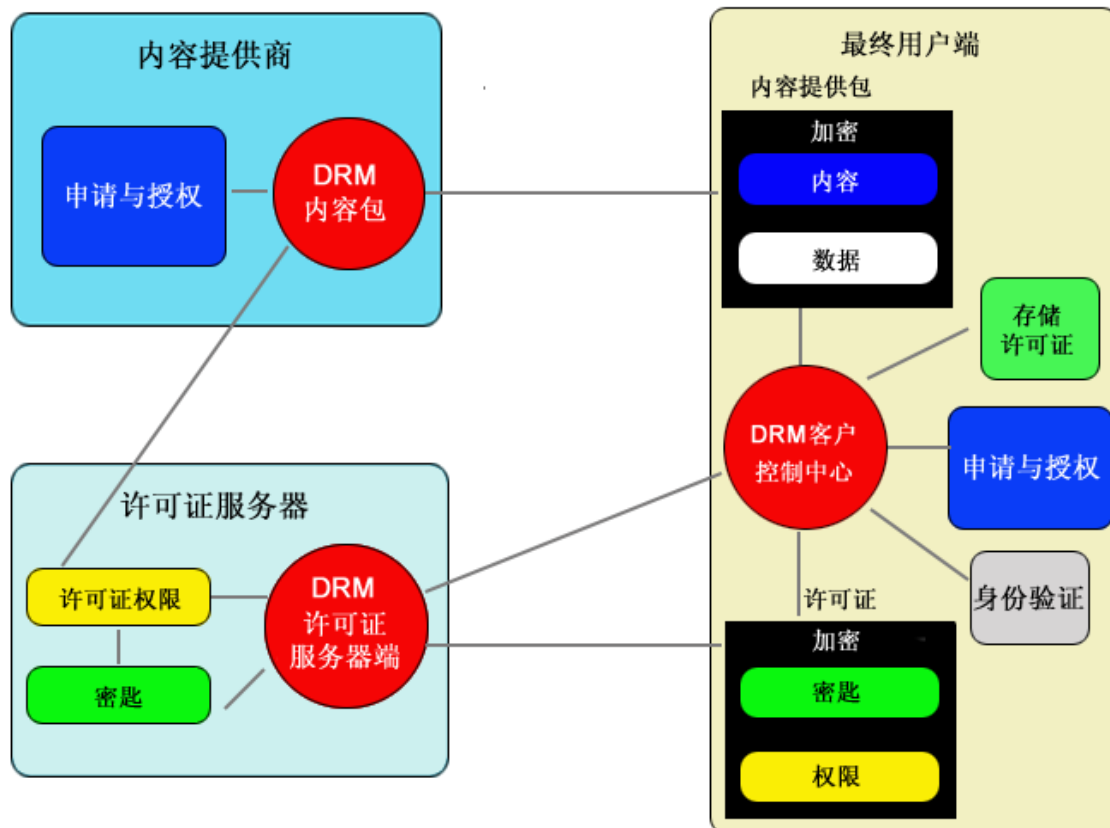 内容提供商
申请与授权
DRM
内容包
许可证服务器
许可证权限
密匙
DRM
许可证
服务器端
最终用户端
内容提供包
加密
内容
数据
存储
许可证
DRM客户
控制中心
申请与授权
身份验证
许可证
加密
密匙
权限